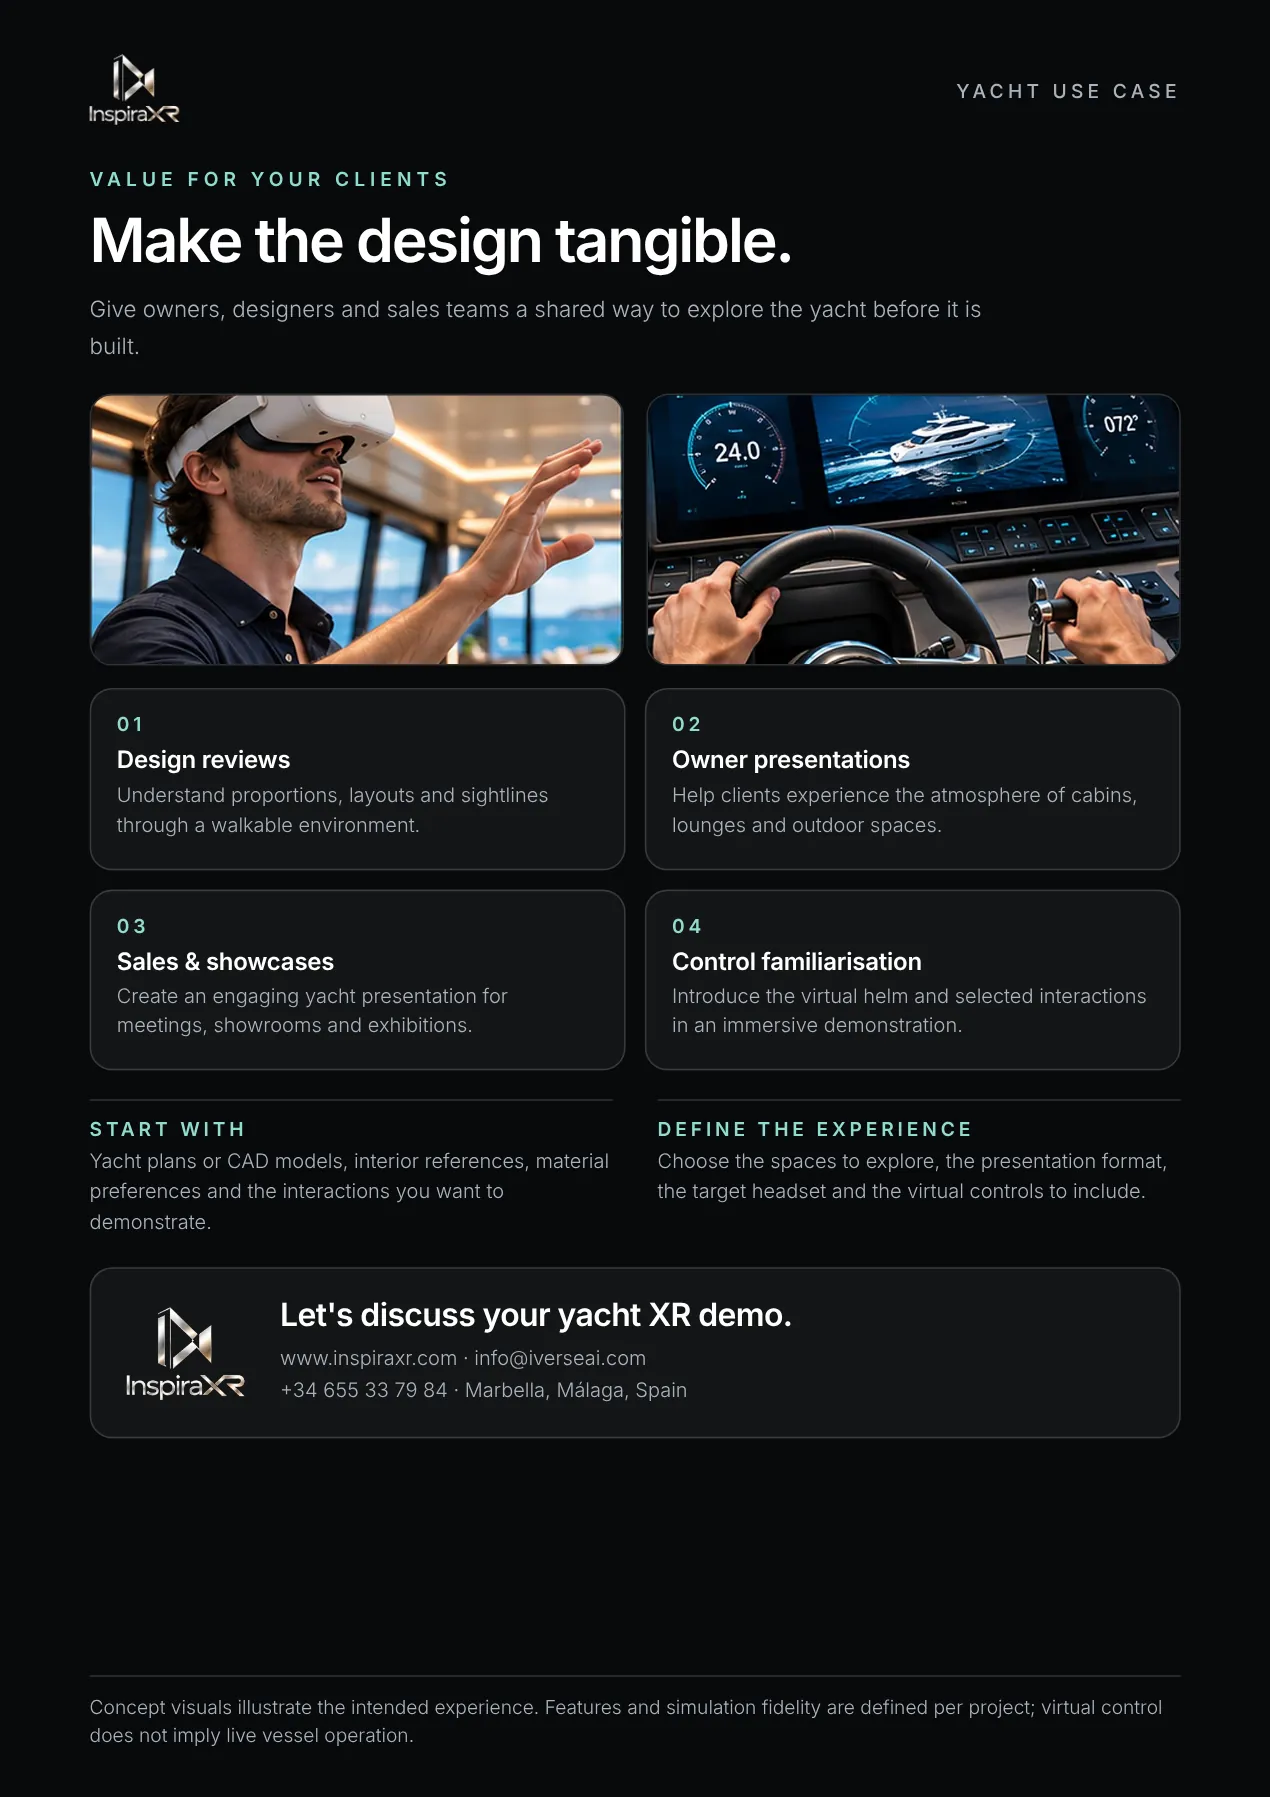 InspiraXR
YACHT USE CASE
VALUE FOR YOUR CLIENTS
Make the design tangible.
Give owners, designers and sales teams a shared way to explore the yacht before it is
built.
24.0
072°
01
Design reviews
Understand proportions, layouts and sightlines
through a walkable environment.
02
Owner presentations
Help clients experience the atmosphere of cabins,
lounges and outdoor spaces.
03
Sales & showcases
Create an engaging yacht presentation for
meetings, showrooms and exhibitions.
04
Control familiarisation
Introduce the virtual helm and selected interactions
in an immersive demonstration.
START WITH
Yacht plans or CAD models, interior references, material
preferences and the interactions you want to
demonstrate.
DEFINE THE EXPERIENCE
Choose the spaces to explore, the presentation format,
the target headset and the virtual controls to include.
InspiraXR
Let's discuss your yacht XR demo.
www.inspiraxr.com · info@iverseai.com
+34 655 33 79 84 · Marbella, Málaga, Spain
Concept visuals illustrate the intended experience. Features and simulation fidelity are defined per project; virtual control
does not imply live vessel operation.